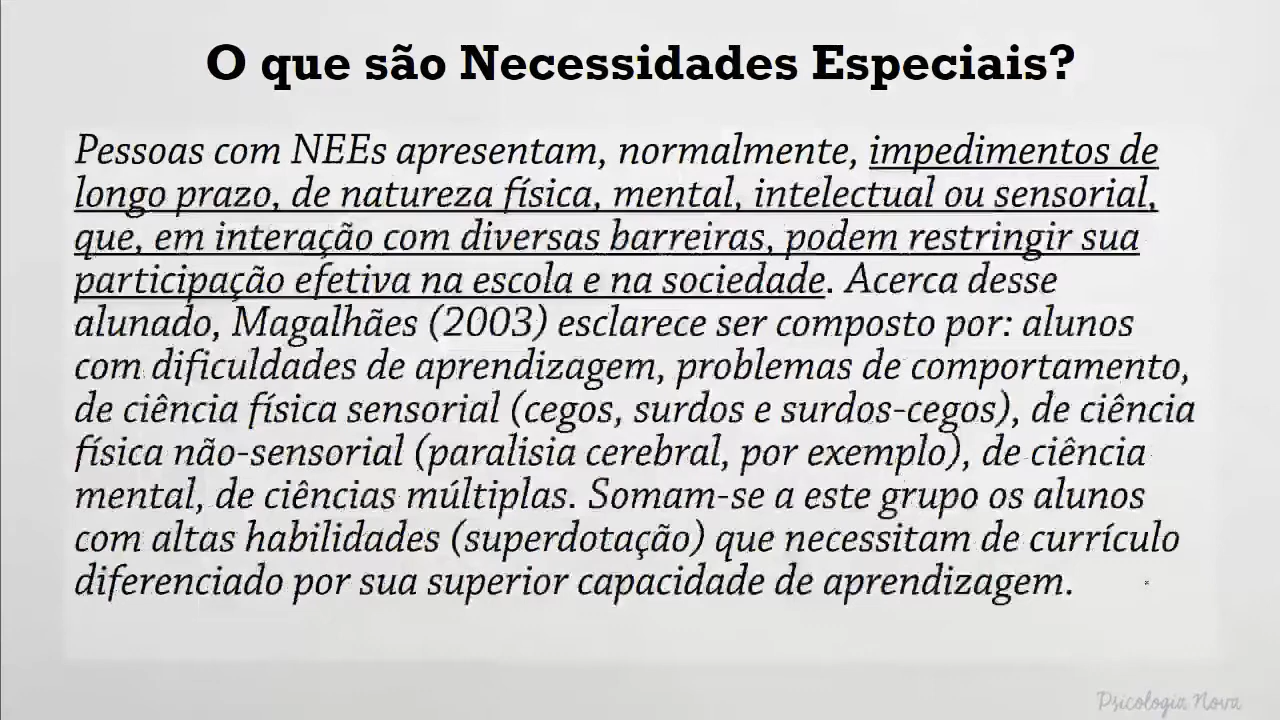 O que são Necessidades Especiais?
Pessoas com NEEs apresentam, normalmente, impedimentos de
longo prazo, de natureza física, mental, intelectual ou sensorial,
que, em interação com diversas barreiras, podem restringir sua
participação efetiva na escola e na sociedade. Acerca desse
alunado, Magalhães (2003) esclarece ser composto por: alunos
com dificuldades de aprendizagem, problemas de comportamento,
de ciência física sensorial (cegos, surdos e surdos-cegos), de ciência
física não-sensorial (paralisia cerebral, por exemplo), de ciência
mental, de ciências múltiplas. Somam-se a este grupo os alunos
com altas habilidades (superdotação) que necessitam de currículo
diferenciado por sua superior capacidade de aprendizagem.
Psicologia Nova